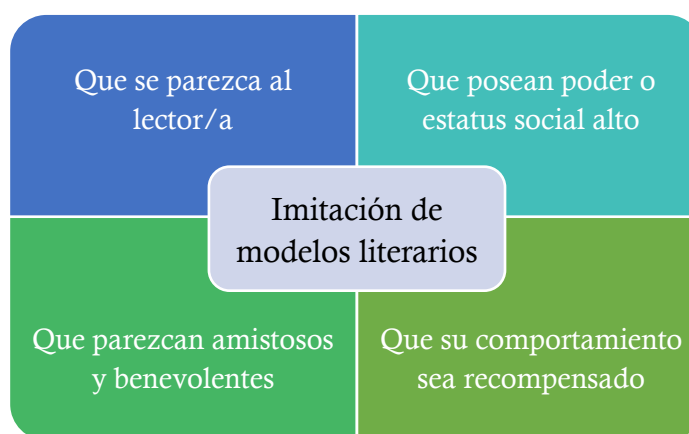 Que se parezca al
lector/a
Que posean poder o
estatus social alto
Imitación de
modelos literarios
Que parezcan amistosos
y benevolentes
Que su comportamiento
sea recompensado